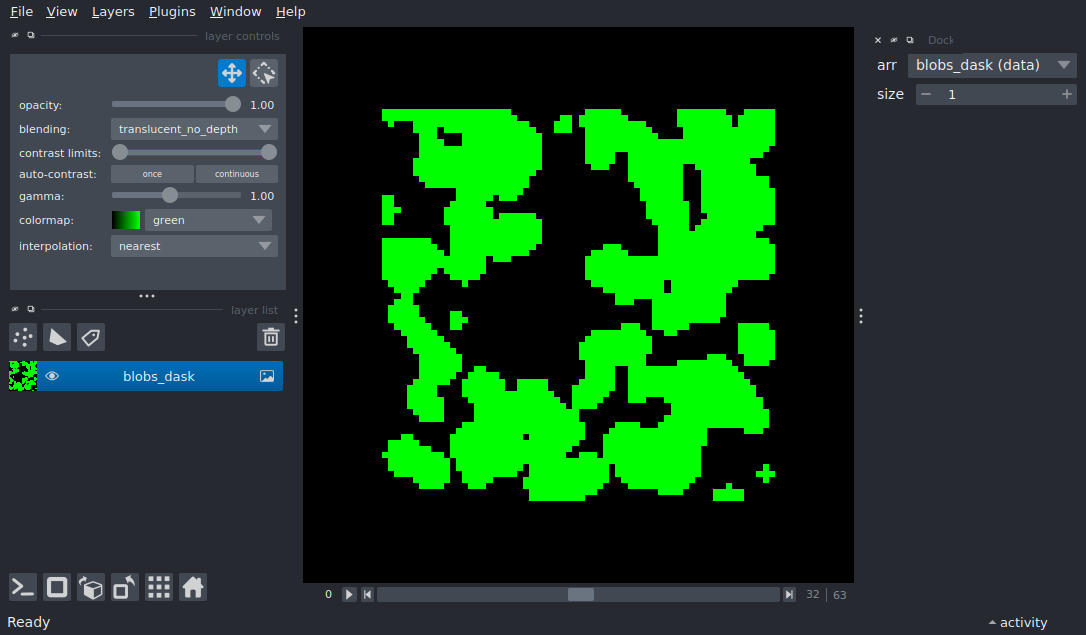 File View Layers Plugins Window Help
layer controls
opacity: 1.00
blending: translucent_no_depth
contrast limits:
auto-contrast: once continuous
gamma: 1.00
colormap: green
interpolation: nearest
layer list
blobs_dask
Dock
arr blobs_dask (data)
size 1
0 32 63
Ready
activity